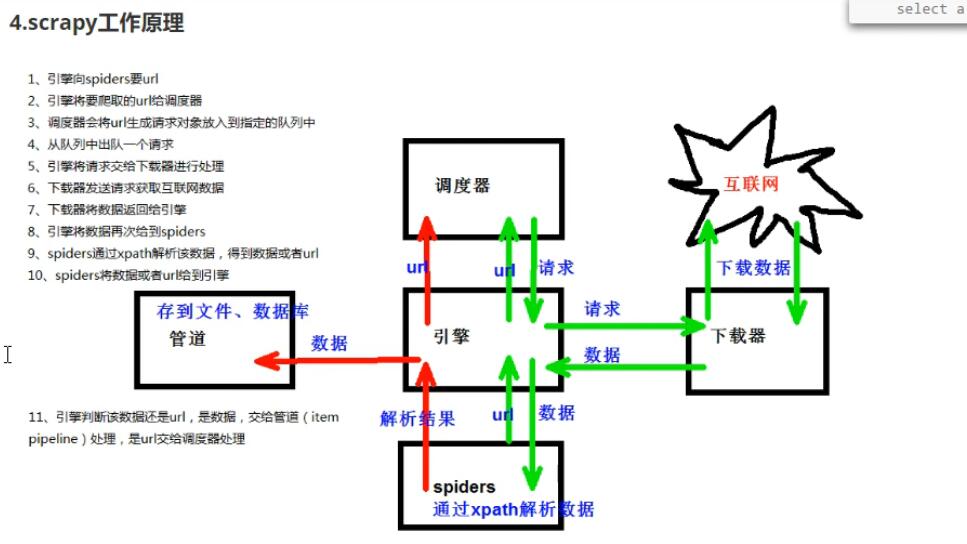 select a
4.scrapy工作原理
1、引擎向spiders要url
2、引擎将要爬取的url给调度器
3、调度器会将url生成请求对象放入到指定的队列中
4、从队列中出队一个请求
5、引擎将请求交给下载器进行处理
6、下载器发送请求获取互联网数据
7、下载器将数据返回给引擎
8、引擎将数据再次给到spiders
9、spiders通过xpath解析该数据，得到数据或者url
10、spiders将数据或者url给到引擎
调度器
互联网
url
url
请求
下载数据
存到文件、数据库
管道
数据
引擎
请求
数据
下载器
11、引擎判断该数据还是url，是数据，交给管道（item
pipeline）处理，是url交给调度器处理
解析结果
url
数据
spiders
通过xpath解析数据